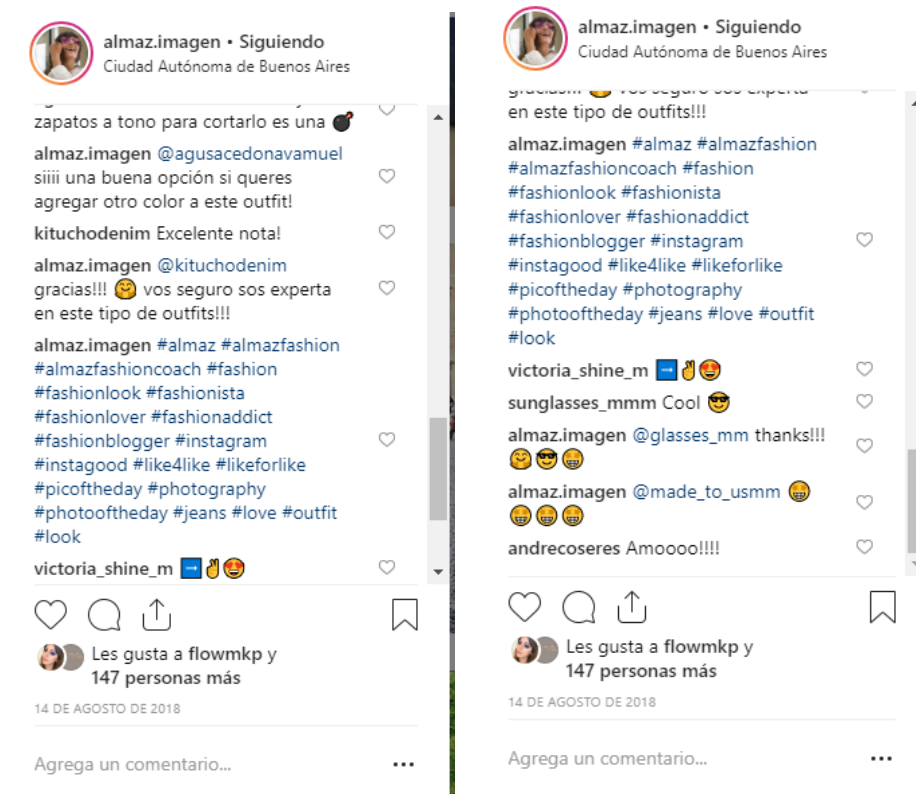 almaz.imagen • Siguiendo
Ciudad Autónoma de Buenos Aires
zapatos a tono para cortarlo es una 💣
almaz.imagen @agusacedonavamuel
siiii una buena opción si queres
agregar otro color a este outfit!
kituchodenim Excelente nota!
almaz.imagen @kituchodenim
gracias!!! 🤗 vos seguro sos experta
en este tipo de outfits!!!
almaz.imagen #almaz #almazfashion
#almazfashioncoach #fashion
#fashionlook #fashionista
#fashionlover #fashionaddict
#fashionblogger #instagram
#instagood #like4like #likeforlike
#picoftheday #photography
#photooftheday #jeans #love #outfit
#look
victoria_shine_m ➡️✌️😍
Les gusta a flowmkp y
147 personas más
14 DE AGOSTO DE 2018
Agrega un comentario...
almaz.imagen • Siguiendo
Ciudad Autónoma de Buenos Aires
gracias!!! 🤗 vos seguro sos experta
en este tipo de outfits!!!
almaz.imagen #almaz #almazfashion
#almazfashioncoach #fashion
#fashionlook #fashionista
#fashionlover #fashionaddict
#fashionblogger #instagram
#instagood #like4like #likeforlike
#picoftheday #photography
#photooftheday #jeans #love #outfit
#look
victoria_shine_m ➡️✌️😍
sunglasses_mmm Cool 😎
almaz.imagen @glasses_mm thanks!!!
🤗😎🤩
almaz.imagen @made_to_usmm 🤩
🤩🤩🤩
andrecoseres Amoooo!!!!
Les gusta a flowmkp y
147 personas más
14 DE AGOSTO DE 2018
Agrega un comentario...